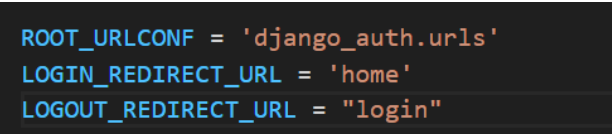 ROOT_URLCONF = 'django_auth.urls'
LOGIN_REDIRECT_URL = 'home'
LOGOUT_REDIRECT_URL = "login"